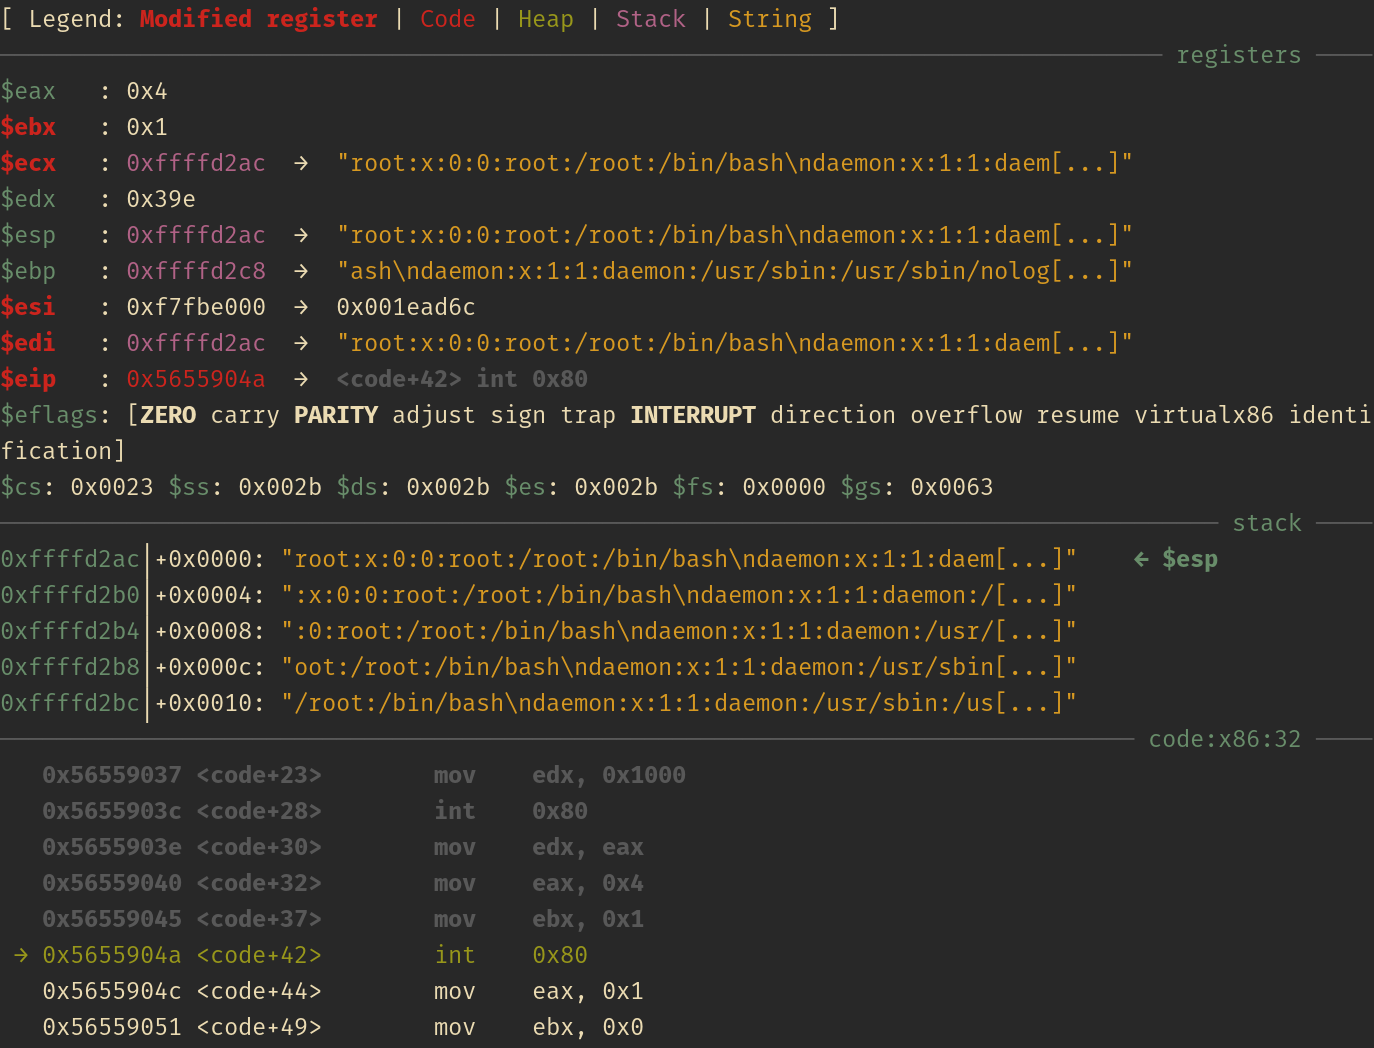 [ Legend: Modified register | Code | Heap | Stack | String ]
registers
$eax   : 0x4
$ebx   : 0x1
$ecx   : 0xffffd2ac  →  "root:x:0:0:root:/root:/bin/bash\ndaemon:x:1:1:daem[...]"
$edx   : 0x39e
$esp   : 0xffffd2ac  →  "root:x:0:0:root:/root:/bin/bash\ndaemon:x:1:1:daem[...]"
$ebp   : 0xffffd2c8  →  "ash\ndaemon:x:1:1:daemon:/usr/sbin:/usr/sbin/nolog[...]"
$esi   : 0xf7fbe000  →  0x001ead6c
$edi   : 0xffffd2ac  →  "root:x:0:0:root:/root:/bin/bash\ndaemon:x:1:1:daem[...]"
$eip   : 0x5655904a  →  <code+42> int 0x80
$eflags: [ZERO carry PARITY adjust sign trap INTERRUPT direction overflow resume virtualx86 identi
fication]
$cs: 0x0023 $ss: 0x002b $ds: 0x002b $es: 0x002b $fs: 0x0000 $gs: 0x0063
stack
0xffffd2ac│+0x0000: "root:x:0:0:root:/root:/bin/bash\ndaemon:x:1:1:daem[...]"    ← $esp
0xffffd2b0│+0x0004: ":x:0:0:root:/root:/bin/bash\ndaemon:x:1:1:daemon:/[...]"
0xffffd2b4│+0x0008: ":0:root:/root:/bin/bash\ndaemon:x:1:1:daemon:/usr/[...]"
0xffffd2b8│+0x000c: "oot:/root:/bin/bash\ndaemon:x:1:1:daemon:/usr/sbin[...]"
0xffffd2bc│+0x0010: "/root:/bin/bash\ndaemon:x:1:1:daemon:/usr/sbin:/us[...]"
code:x86:32
0x56559037 <code+23>        mov    edx, 0x1000
0x5655903c <code+28>        int    0x80
0x5655903e <code+30>        mov    edx, eax
0x56559040 <code+32>        mov    eax, 0x4
0x56559045 <code+37>        mov    ebx, 0x1
→ 0x5655904a <code+42>        int    0x80
0x5655904c <code+44>        mov    eax, 0x1
0x56559051 <code+49>        mov    ebx, 0x0